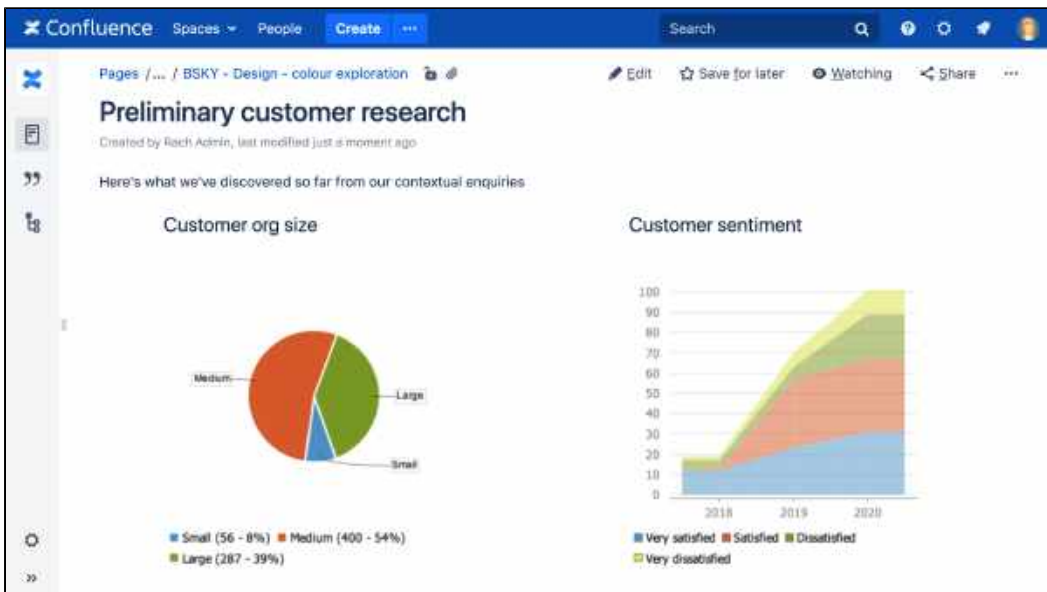 Confluence Spaces People Create ••• Search
Pages /... / BSKY - Design - colour exploration Edit Save for later Watching Share •••
Preliminary customer research
Created by Rach Admin, last modified just a moment ago
Here's what we've discovered so far from our contextual enquiries
Customer org size
Medium
Large
Small
Small (56 - 8%) Medium (400 - 54%)
Large (287 - 39%)
Customer sentiment
100
90
80
70
60
50
40
30
20
10
0
2018 2019 2020
Very satisfied Satisfied Dissatisfied
Very dissatisfied